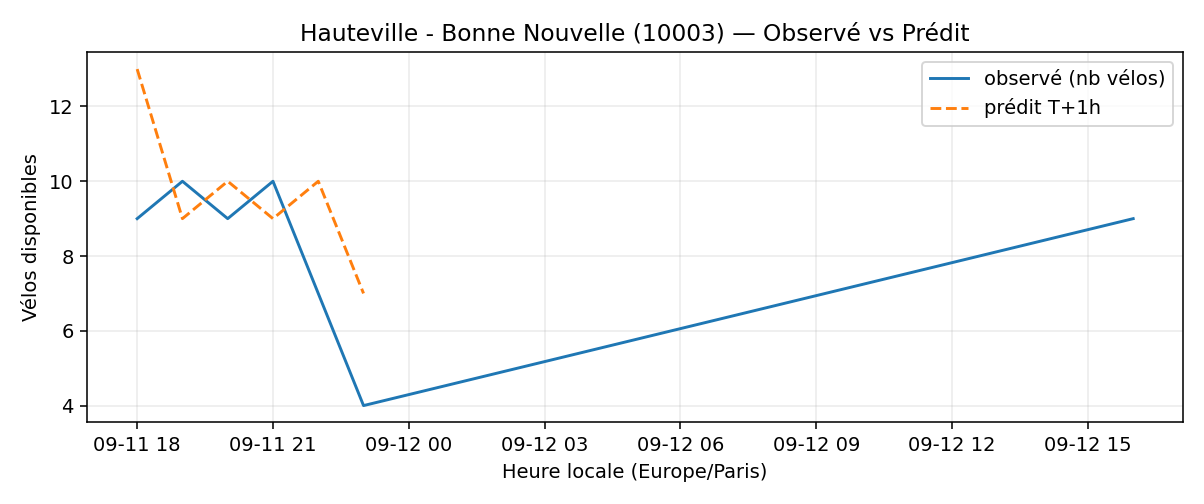 Hauteville - Bonne Nouvelle (10003) — Observé vs Prédit
observé (nb vélos)
prédit T+1h
Vélos disponibles
12
10
8
6
4
09-11 18
09-11 21
09-12 00
09-12 03
09-12 06
09-12 09
09-12 12
09-12 15
Heure locale (Europe/Paris)